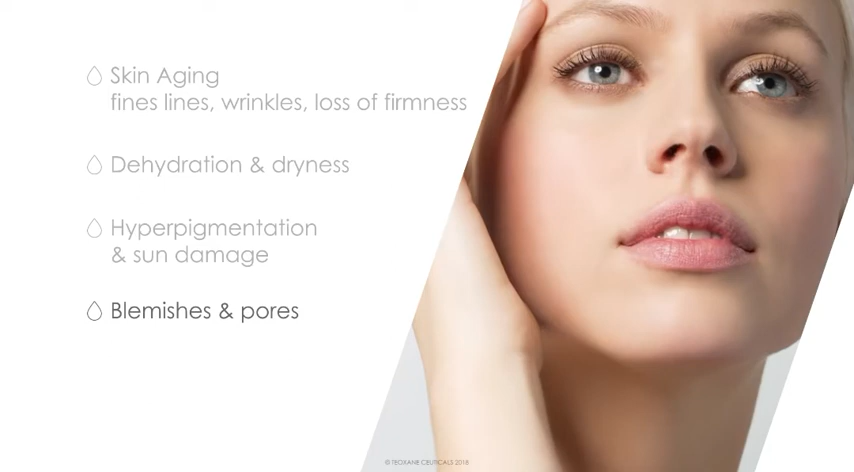 Skin Aging
fines lines, wrinkles, loss of firmness
Dehydration & dryness
Hyperpigmentation
& sun damage
Blemishes & pores
© TEOXANE CEUTICALS 2018